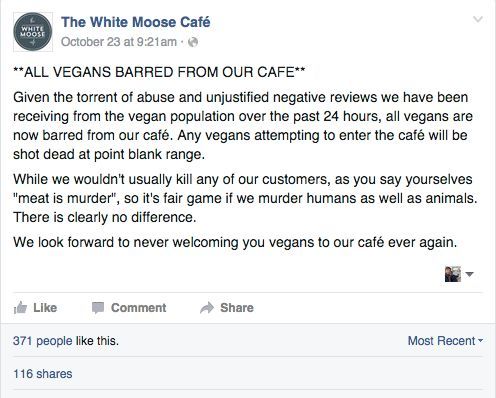 THE
WHITE
MOOSE
The White Moose Café
October 23 at 9:21am ·
**ALL VEGANS BARRED FROM OUR CAFE**
Given the torrent of abuse and unjustified negative reviews we have been
receiving from the vegan population over the past 24 hours, all vegans are
now barred from our café. Any vegans attempting to enter the café will be
shot dead at point blank range.
While we wouldn't usually kill any of our customers, as you say yourselves
"meat is murder", so it's fair game if we murder humans as well as animals.
There is clearly no difference.
We look forward to never welcoming you vegans to our café ever again.
Like Comment Share
371 people like this. Most Recent
116 shares